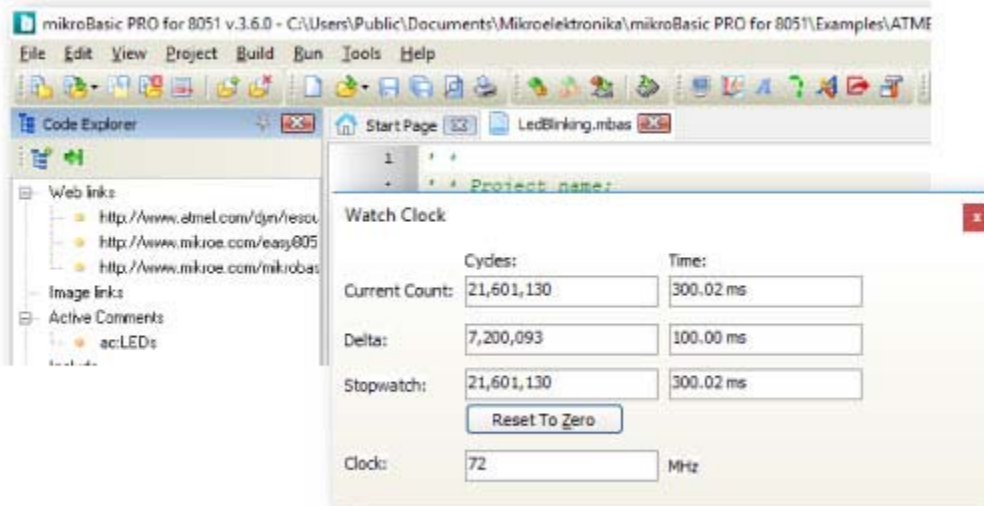 mikroBasic PRO for 8051 v.3.6.0 - C:\Users\Public\Documents\Mikroelektronika\mikroBasic PRO for 8051\Examples\ATME
File Edit View Project Build Run Tools Help
Code Explorer
Start Page LedBlinking.mbas
1 ' *
' * Project name:
Web links
http://www.atmel.com/dyn/resou
http://www.mikroe.com/easy805
http://www.mikroe.com/mikrobas
Image links
Active Comments
ac:LEDs
Watch Clock
Cycles: Time:
Current Count: 21,601,130 300.02 ms
Delta: 7,200,093 100.00 ms
Stopwatch: 21,601,130 300.02 ms
Reset To Zero
Clock: 72 MHz